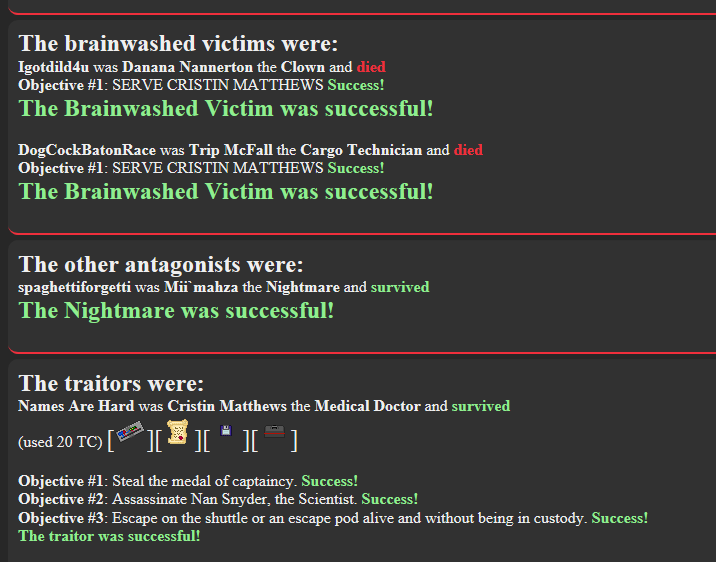 The brainwashed victims were:
Igotdild4u was Danana Nannerton the Clown and died
Objective #1: SERVE CRISTIN MATTHEWS Success!
The Brainwashed Victim was successful!
DogCockBatonRace was Trip McFall the Cargo Technician and died
Objective #1: SERVE CRISTIN MATTHEWS Success!
The Brainwashed Victim was successful!
The other antagonists were:
spaghettiforgetti was Mii`mahza the Nightmare and survived
The Nightmare was successful!
The traitors were:
Names Are Hard was Cristin Matthews the Medical Doctor and survived
(used 20 TC) [ ][ ][ ][ ]
Objective #1: Steal the medal of captaincy. Success!
Objective #2: Assassinate Nan Snyder, the Scientist. Success!
Objective #3: Escape on the shuttle or an escape pod alive and without being in custody. Success!
The traitor was successful!